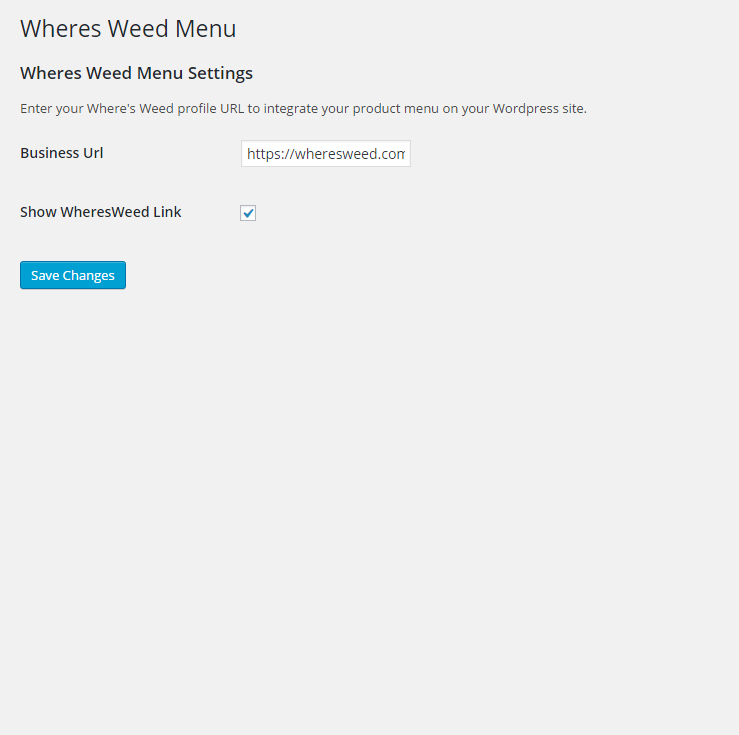 Wheres Weed Menu
Wheres Weed Menu Settings
Enter your Where's Weed profile URL to integrate your product menu on your Wordpress site.
Business Url https://wheresweed.com
Show WheresWeed Link
Save Changes